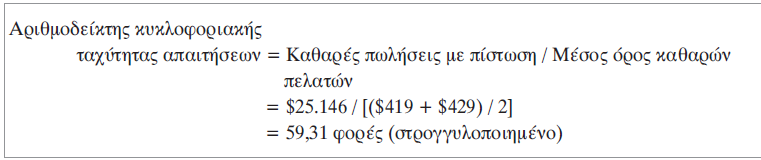 Αριθμοδείκτης κυκλοφοριακής
ταχύτητας απαιτήσεων = Καθαρές πωλήσεις με πίστωση / Μέσος όρος καθαρών
πελατών
= $25.146 / [($419 + $429) / 2]
= 59,31 φορές (στρογγυλοποιημένο)